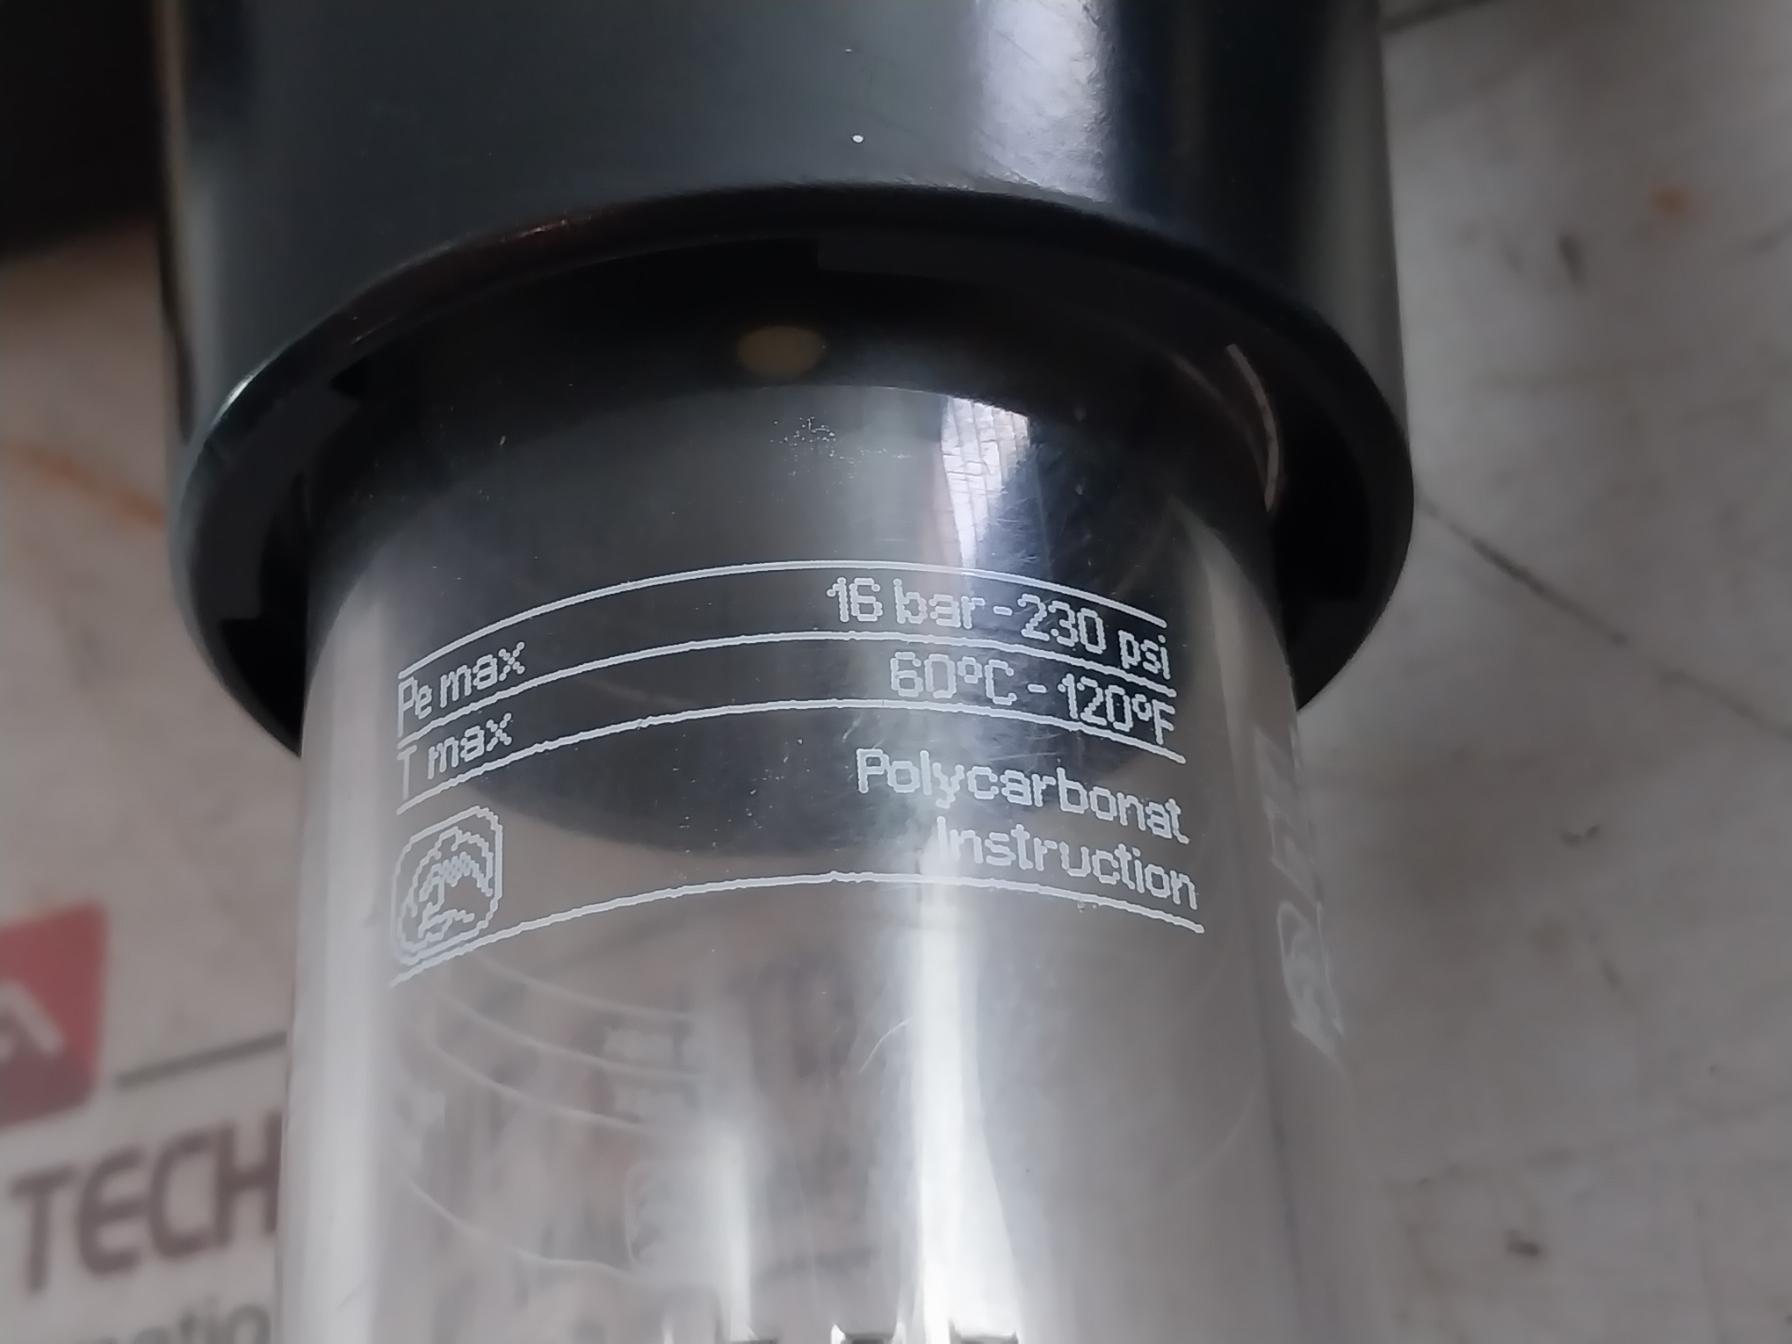 Pe max 16 bar - 230 psi
T max 60°C - 120°F
Polycarbonat
Instruction
TECH